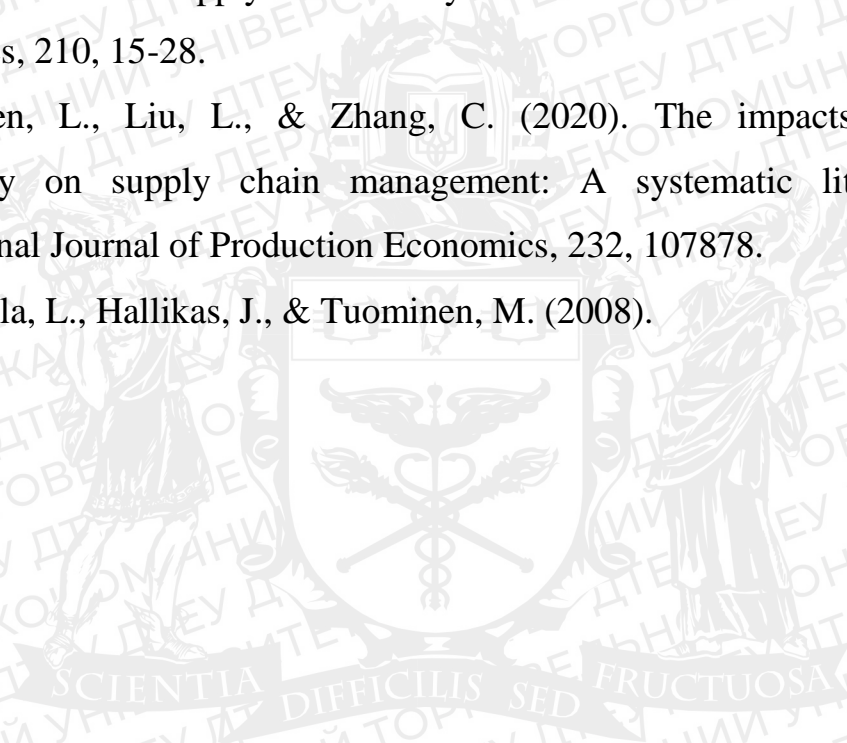 s, 210, 15-28.
en, L., Liu, L., & Zhang, C. (2020). The impacts
y on supply chain management: A systematic lit
nal Journal of Production Economics, 232, 107878.
la, L., Hallikas, J., & Tuominen, M. (2008).
SCIENTIA DIFFICILIS SED FRUCTUOSA